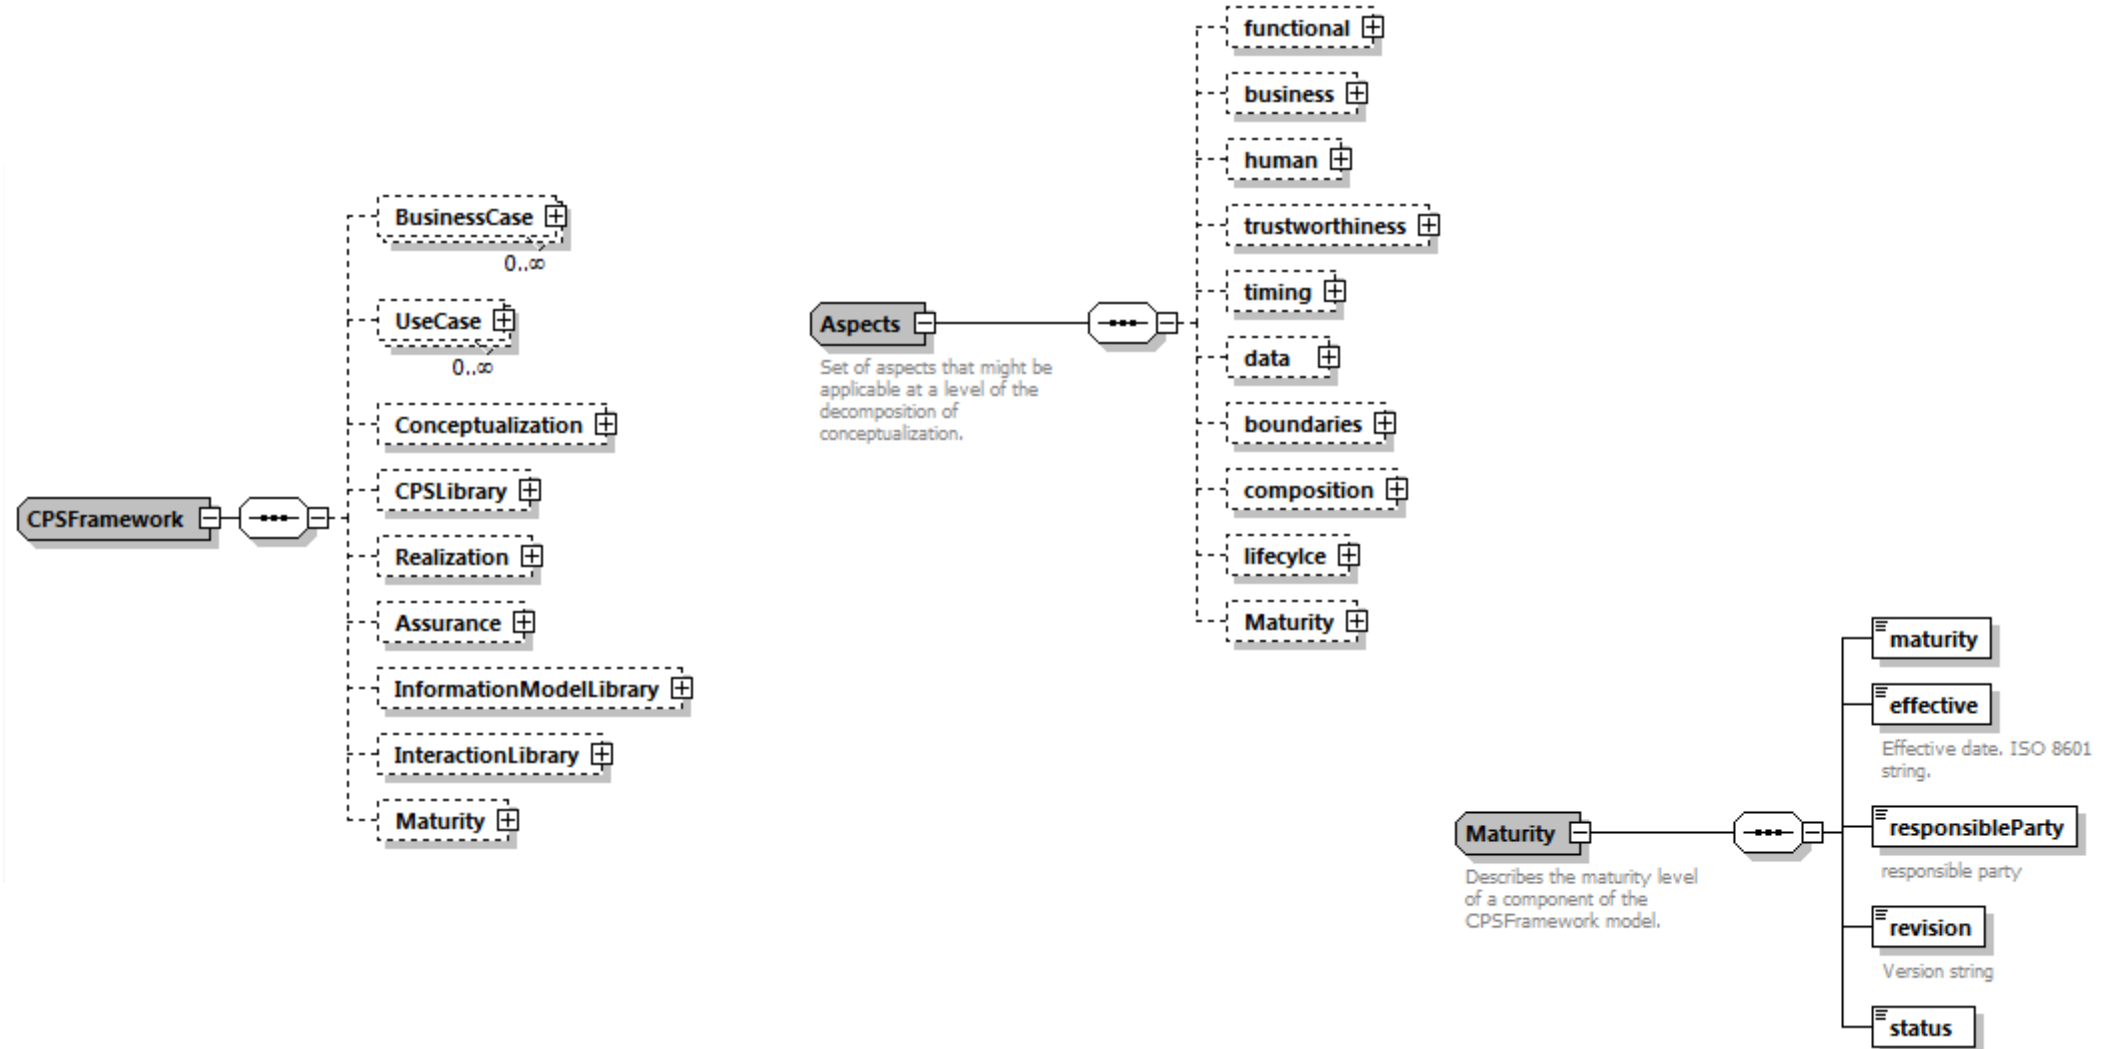 CPSFramework
BusinessCase
0..∞
UseCase
0..∞
Conceptualization
CPSLibrary
Realization
Assurance
InformationModelLibrary
InteractionLibrary
Maturity
Aspects
Set of aspects that might be
applicable at a level of the
decomposition of
conceptualization.
functional
business
human
trustworthiness
timing
data
boundaries
composition
lifecylce
Maturity
Maturity
Describes the maturity level
of a component of the
CPSFramework model.
maturity
effective
Effective date. ISO 8601
string.
responsibleParty
responsible party
revision
Version string
status